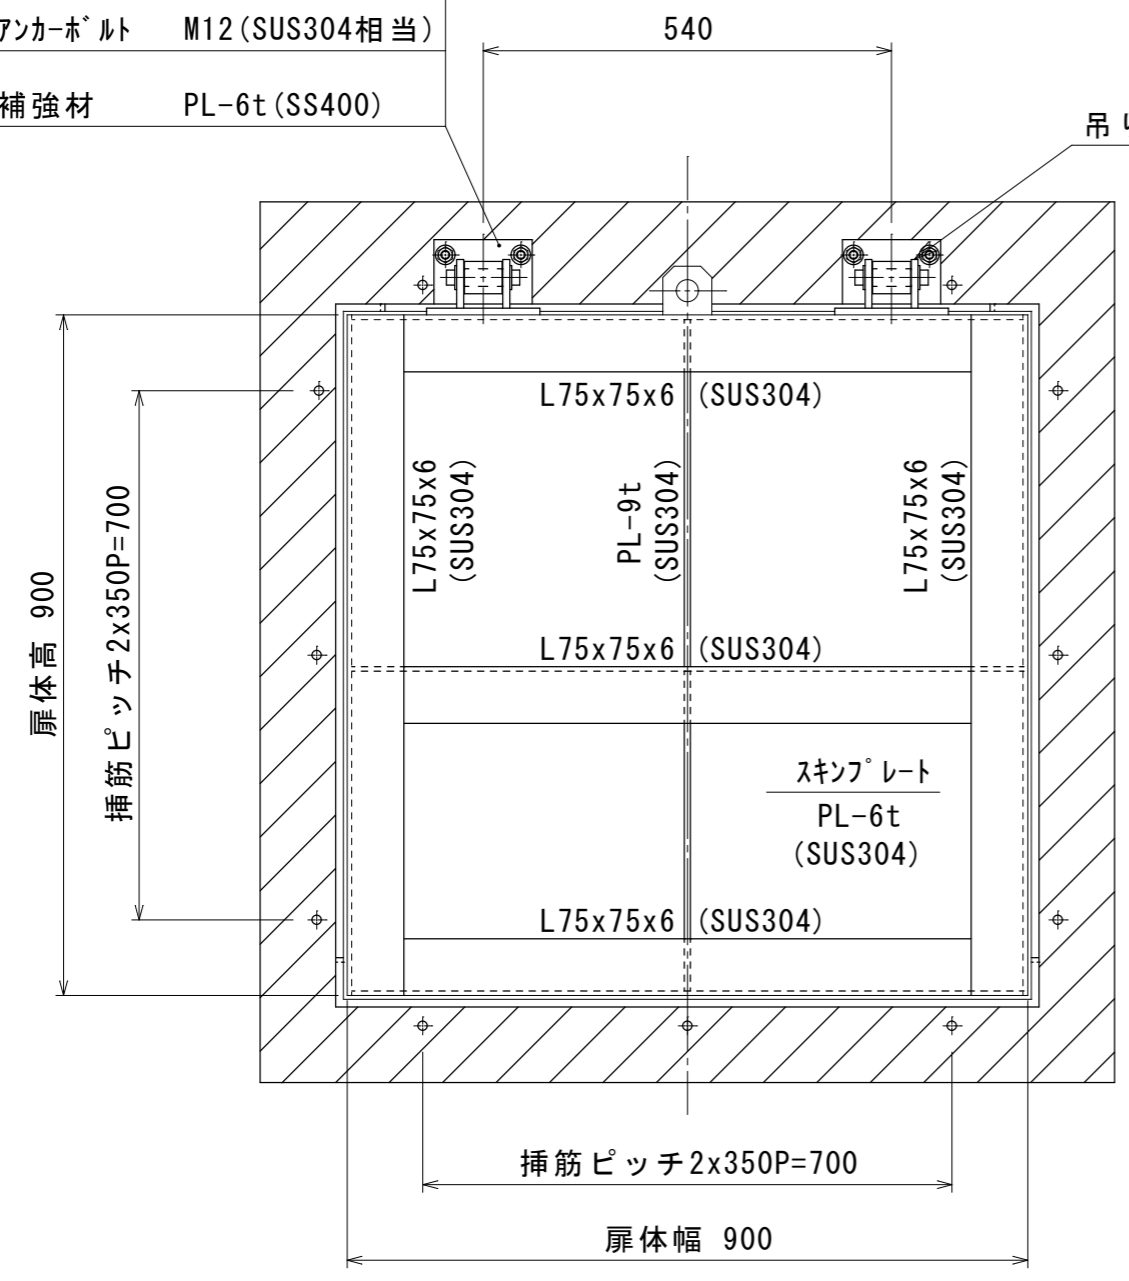 アンカーボルト M12(SUS304相当)
540
補強材 PL-6t(SS400)
吊り
L75x75x6 (SUS304)
L75x75x6
(SUS304)
PL-9t
(SUS304)
L75x75x6
(SUS304)
扉体高 900
挿筋ピッチ2x350P=700
L75x75x6 (SUS304)
スキンプレート
PL-6t
(SUS304)
L75x75x6 (SUS304)
挿筋ピッチ2x350P=700
扉体幅 900